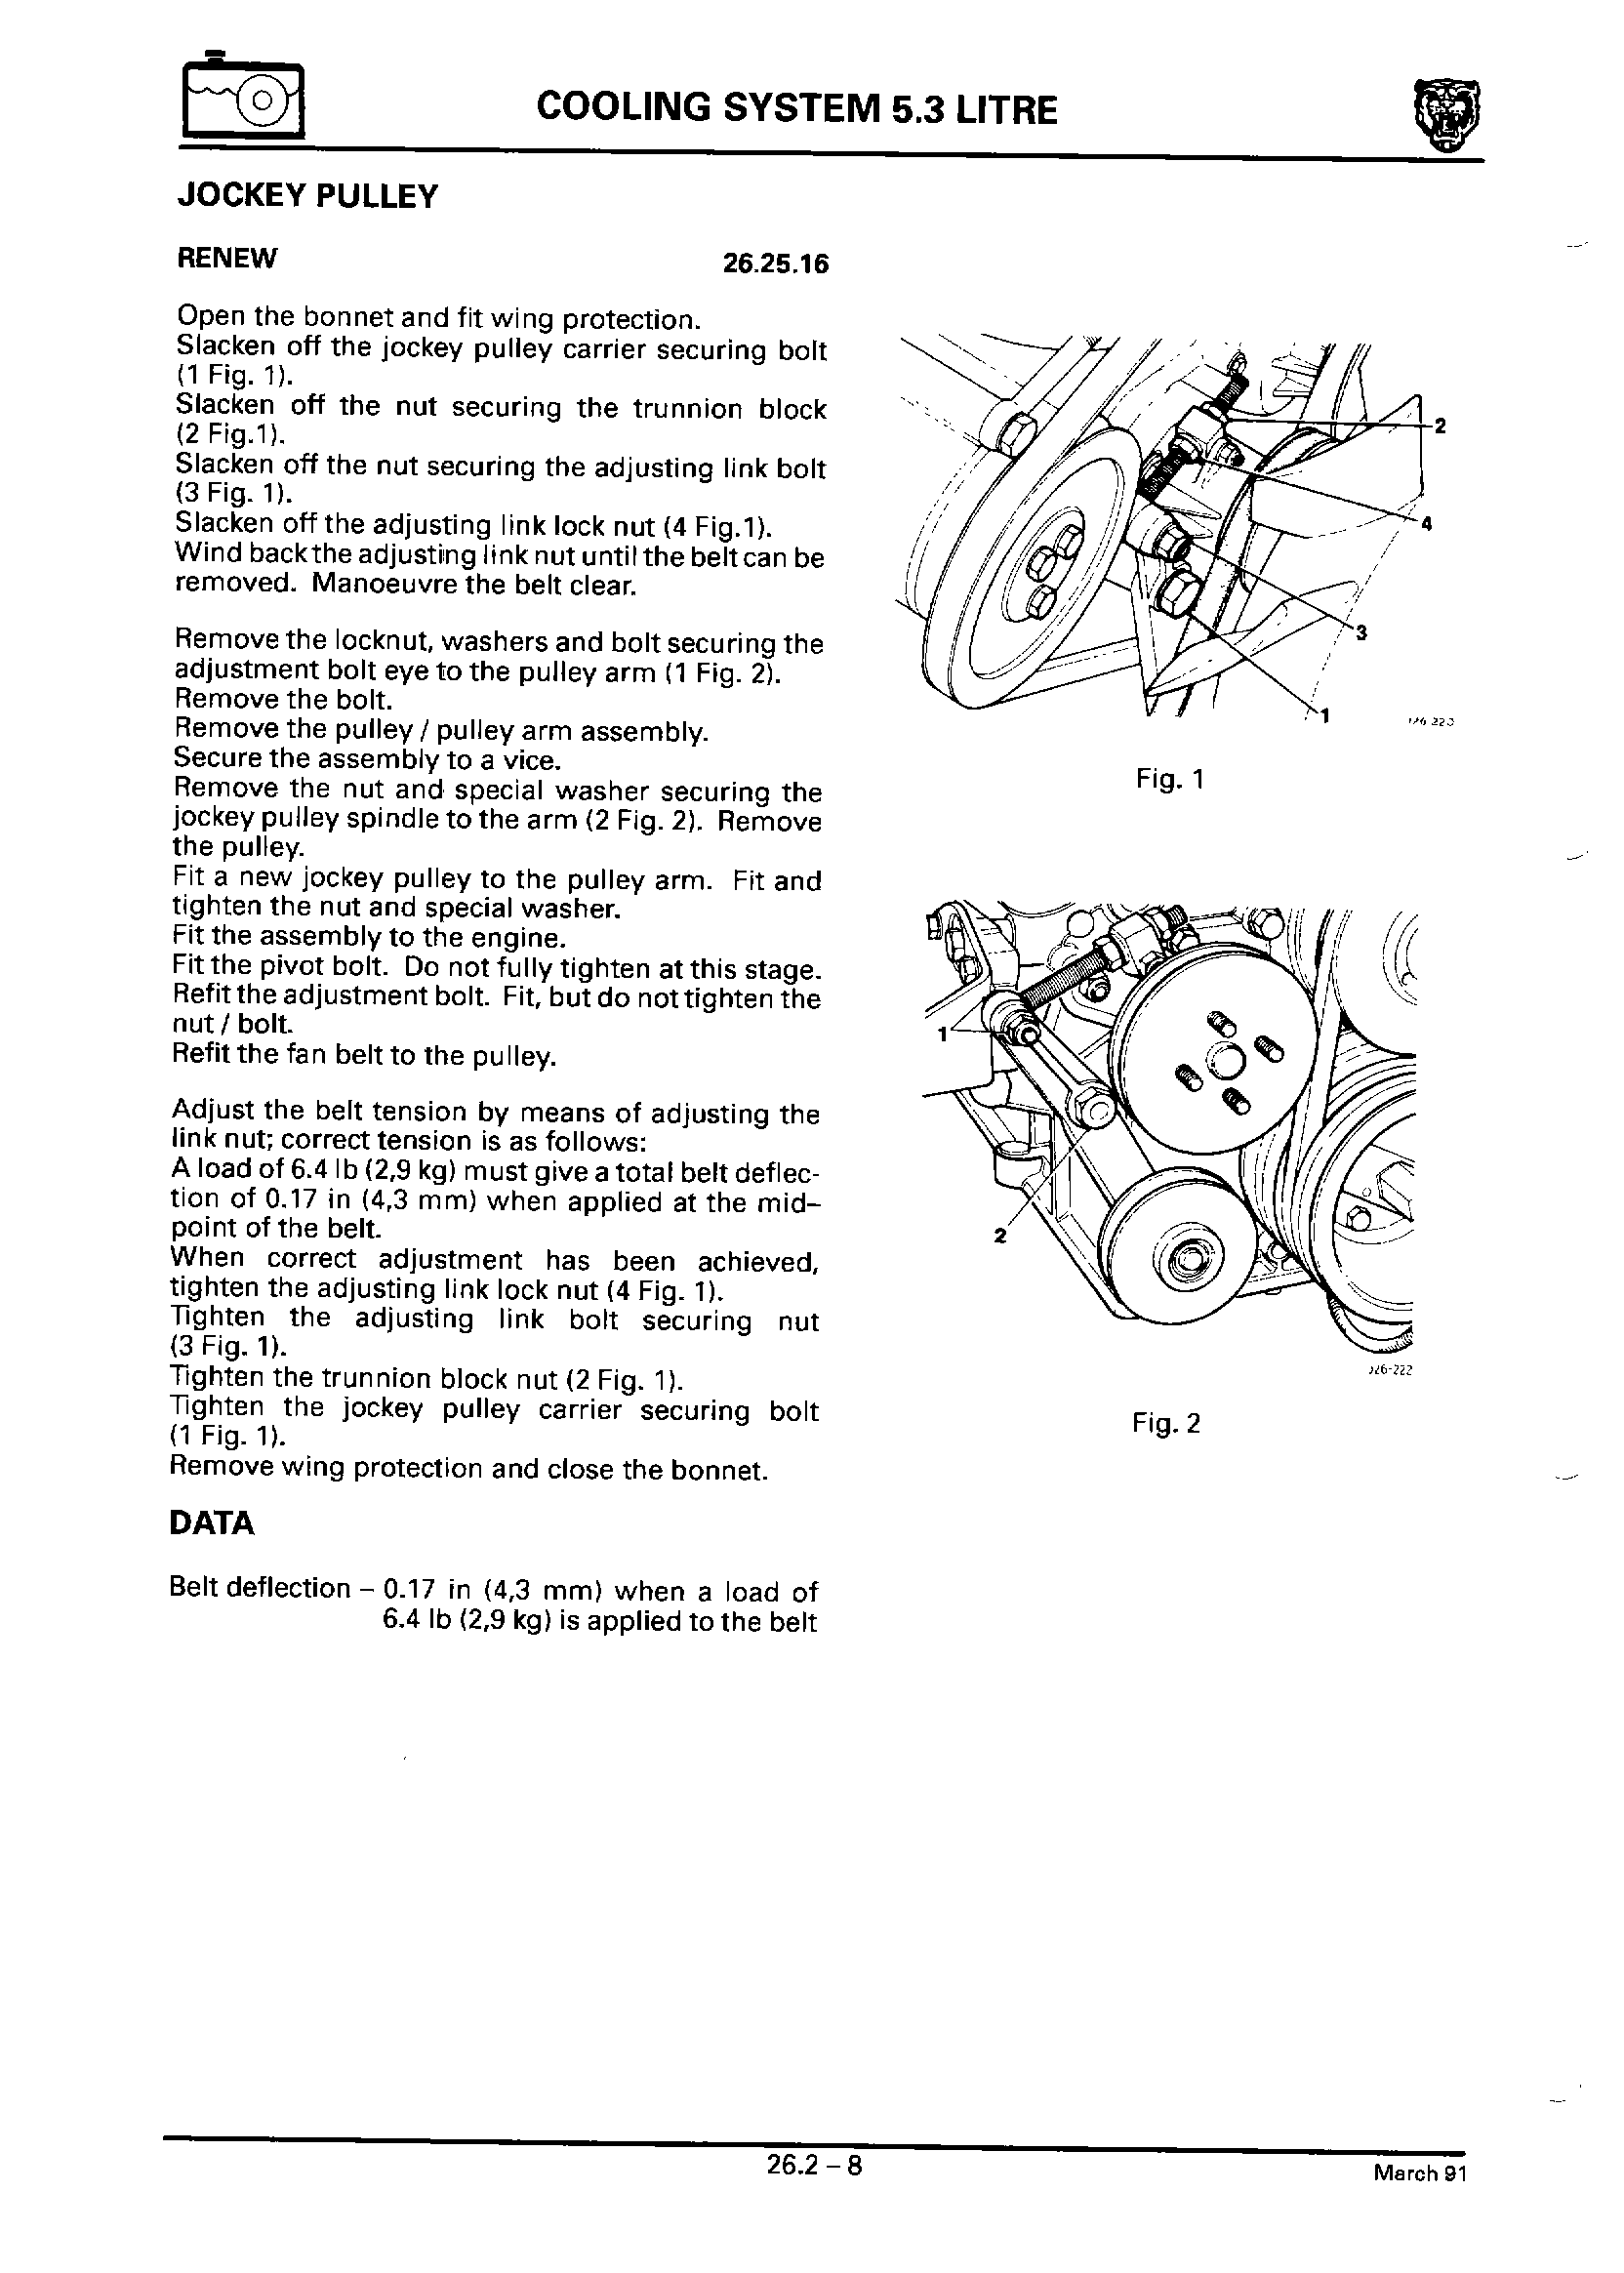 COOLING SYSTEM 5.3 LITRE
JOCKEY PULLEY
RENEW 26.25.16
Open the bonnet and fit wing protection.
Slacken off the jockey pulley carrier securing bolt
(1 Fig. 1).
Slacken off the nut securing the trunnion block
(2 Fig.1).
Slacken off the nut securing the adjusting link bolt
(3 Fig. 1).
Slacken off the adjusting link lock nut (4 Fig.1).
Wind back the adjusting link nut until the belt can be
removed. Manoeuvre the belt clear.
Remove the locknut, washers and bolt securing the
adjustment bolt eye to the pulley arm (1 Fig. 2).
Remove the bolt.
Remove the pulley / pulley arm assembly.
Secure the assembly to a vice.
Remove the nut and special washer securing the
jockey pulley spindle to the arm (2 Fig. 2). Remove
the pulley.
Fit a new jockey pulley to the pulley arm. Fit and
tighten the nut and special washer.
Fit the assembly to the engine.
Fit the pivot bolt. Do not fully tighten at this stage.
Refit the adjustment bolt. Fit, but do not tighten the
nut / bolt.
Refit the fan belt to the pulley.
Adjust the belt tension by means of adjusting the
link nut; correct tension is as follows:
A load of 6.4 lb (2,9 kg) must give a total belt deflec-
tion of 0.17 in (4,3 mm) when applied at the mid–
point of the belt.
When correct adjustment has been achieved,
tighten the adjusting link lock nut (4 Fig. 1).
Tighten the adjusting link bolt securing nut
(3 Fig. 1).
Tighten the trunnion block nut (2 Fig. 1).
Tighten the jockey pulley carrier securing bolt
(1 Fig. 1).
Remove wing protection and close the bonnet.
DATA
Belt deflection – 0.17 in (4,3 mm) when a load of
6.4 lb (2,9 kg) is applied to the belt
2
4
3
1
Fig. 1
1
2
J26-222
Fig. 2
26.2 – 8
March 91